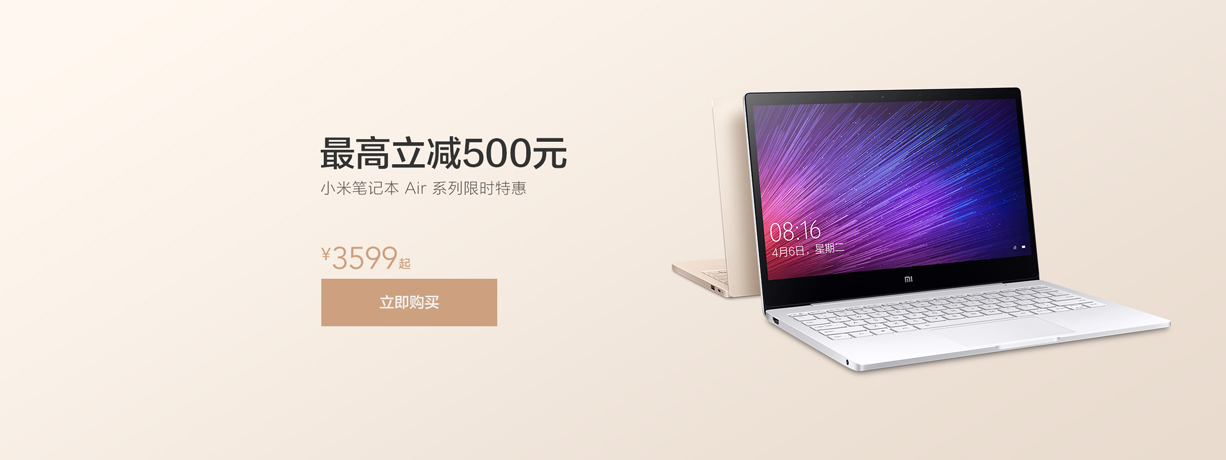 最高立减500元
小米笔记本 Air 系列限时特惠
¥3599起
立即购买
08:16
4月6日，星期二
mi